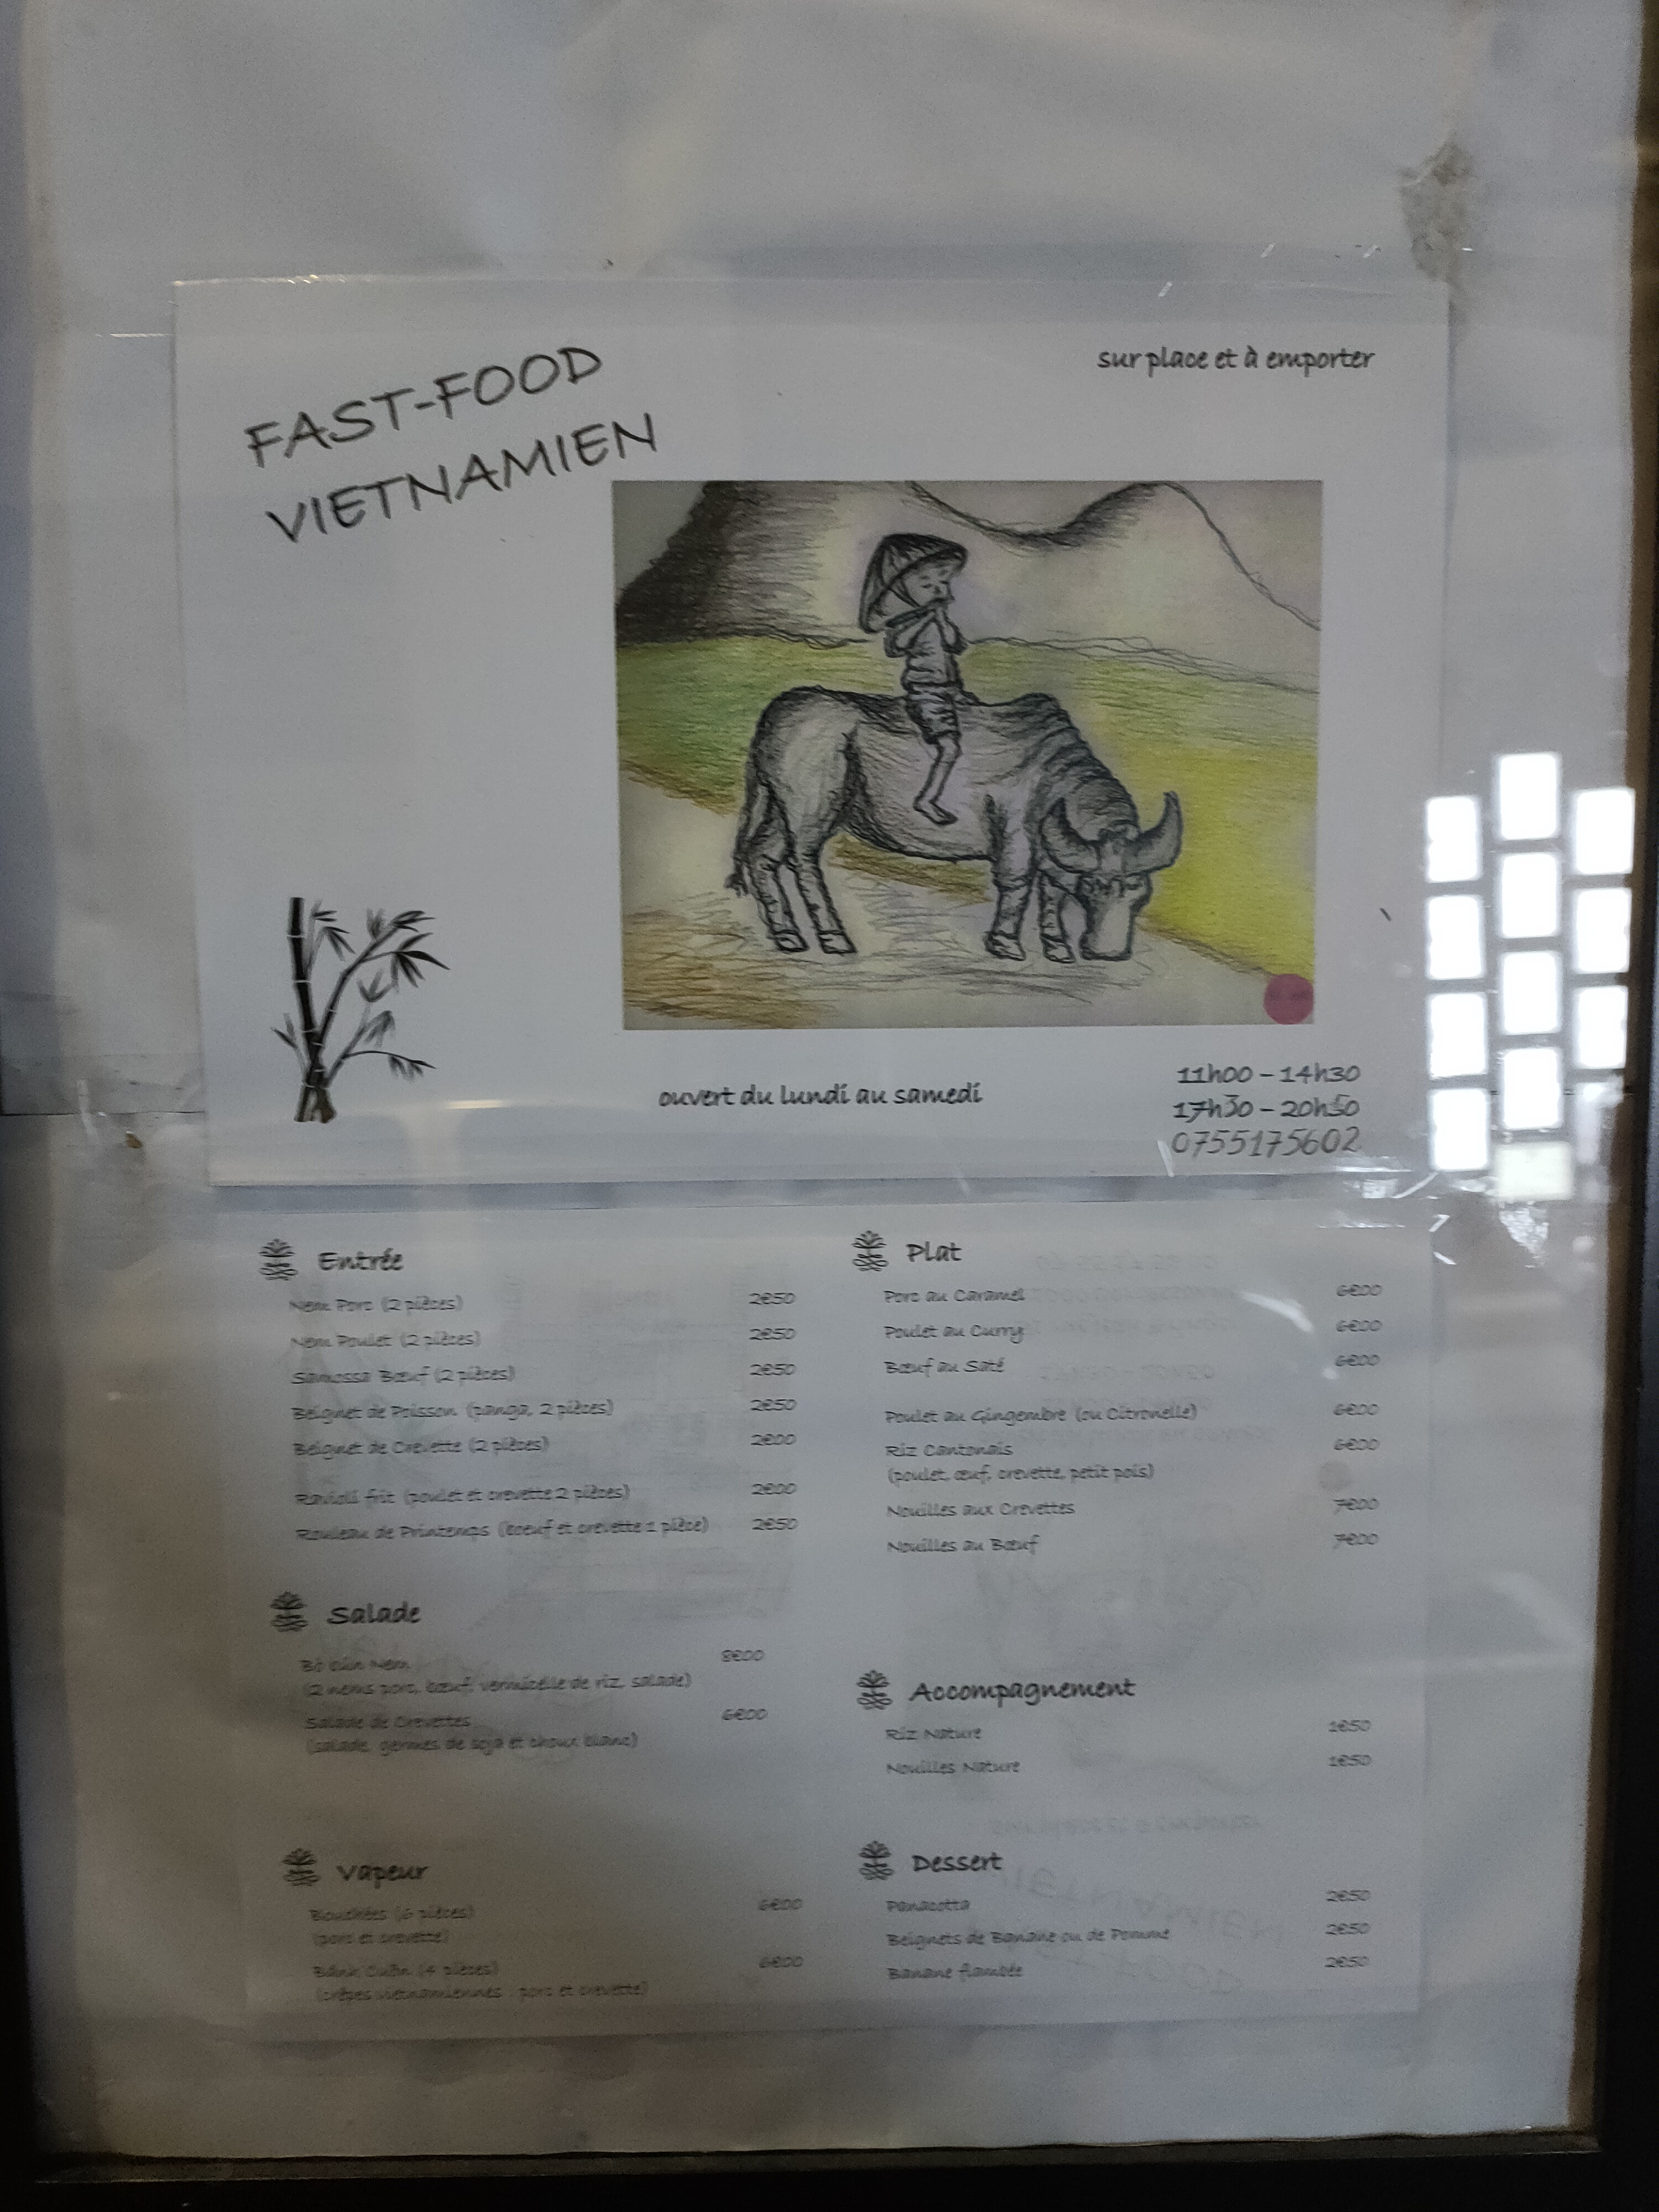 FAST-FOOD
VIETNAMIEN
sur place et à emporter
ouvert du lundi au samedi
11h00 – 14h30
17h30 – 20h30
0755175602
Entrée
Nem Porc (2 pièces) 2€50
Nem Poulet (2 pièces) 2€50
Samossa Bœuf (2 pièces) 2€50
Beignet de Poisson (panga, 2 pièces) 2€50
Beignet de Crevette (2 pièces) 2€00
Ravioli frit (poulet et crevette 2 pièces) 2€00
Rouleau de Printemps (boeuf et crevette 1 pièce) 2€50
Salade
Bò bún Nem 8€00
(2 nems porc, bœuf, vermicelle de riz, salade)
Salade de Crevettes 6€00
(salade, germes de soja et choux blanc)
Vapeur
Bouchées (6 pièces) 6€00
(porc et crevette)
Bánh Cuốn (4 pièces) 6€00
(crêpes vietnamiennes : porc et crevette)
Plat
Porc au Caramel 6€00
Poulet au Curry 6€00
Bœuf au Saté 6€00
Poulet au Gingembre (ou Citronelle) 6€00
Riz Cantonais 6€00
(poulet, œuf, crevette, petit pois)
Nouilles aux Crevettes 7€00
Nouilles au Bœuf 7€00
Accompagnement
Riz Nature 1€50
Nouilles Nature 1€50
Dessert
Panacotta 2€50
Beignets de Banane ou de Pomme 2€50
Banane flambée 2€50